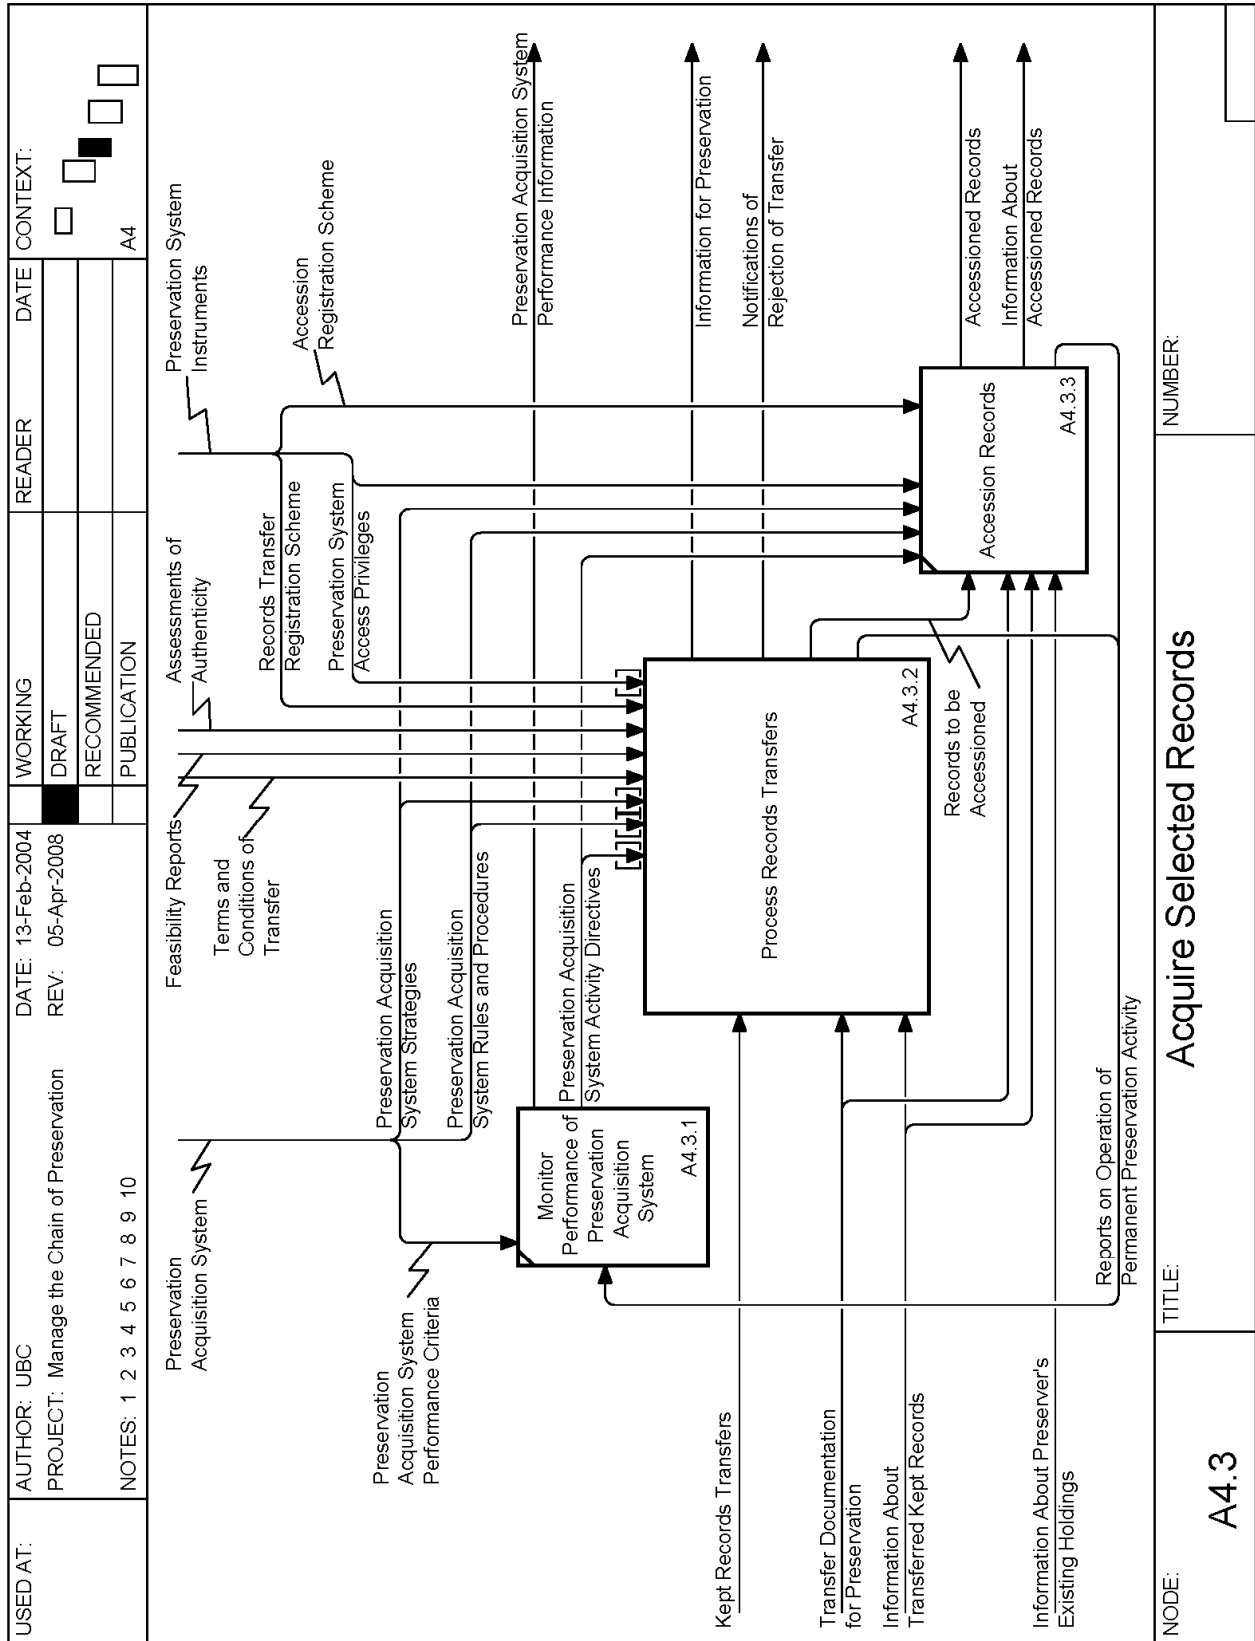 USED AT:
AUTHOR: UBC
PROJECT: Manage the Chain of Preservation
NOTES: 1 2 3 4 5 6 7 8 9 10
DATE: 13-Feb-2004
REV: 05-Apr-2008
WORKING
DRAFT
RECOMMENDED
PUBLICATION
READER
DATE
CONTEXT:
A4
Preservation
Acquisition System
Feasibility Reports
Terms and
Conditions of
Transfer
Assessments of
Authenticity
Preservation System
Instruments
Records Transfer
Registration Scheme
Accession
Registration Scheme
Preservation System
Access Privileges
Preservation
Acquisition System
Performance Criteria
Preservation Acquisition
System Strategies
Preservation Acquisition
System Rules and Procedures
Preservation Acquisition System
Performance Information
Monitor
Performance of
Preservation
Acquisition
System
A4.3.1
Preservation Acquisition
System Activity Directives
Kept Records Transfers
Process Records Transfers
A4.3.2
Information for Preservation
Notifications of
Rejection of Transfer
Transfer Documentation
for Preservation
Information About
Transferred Kept Records
Records to be
Accessioned
Accession Records
A4.3.3
Accessioned Records
Information About
Accessioned Records
Information About Preserver's
Existing Holdings
Reports on Operation of
Permanent Preservation Activity
NODE:
A4.3
TITLE:
Acquire Selected Records
NUMBER: